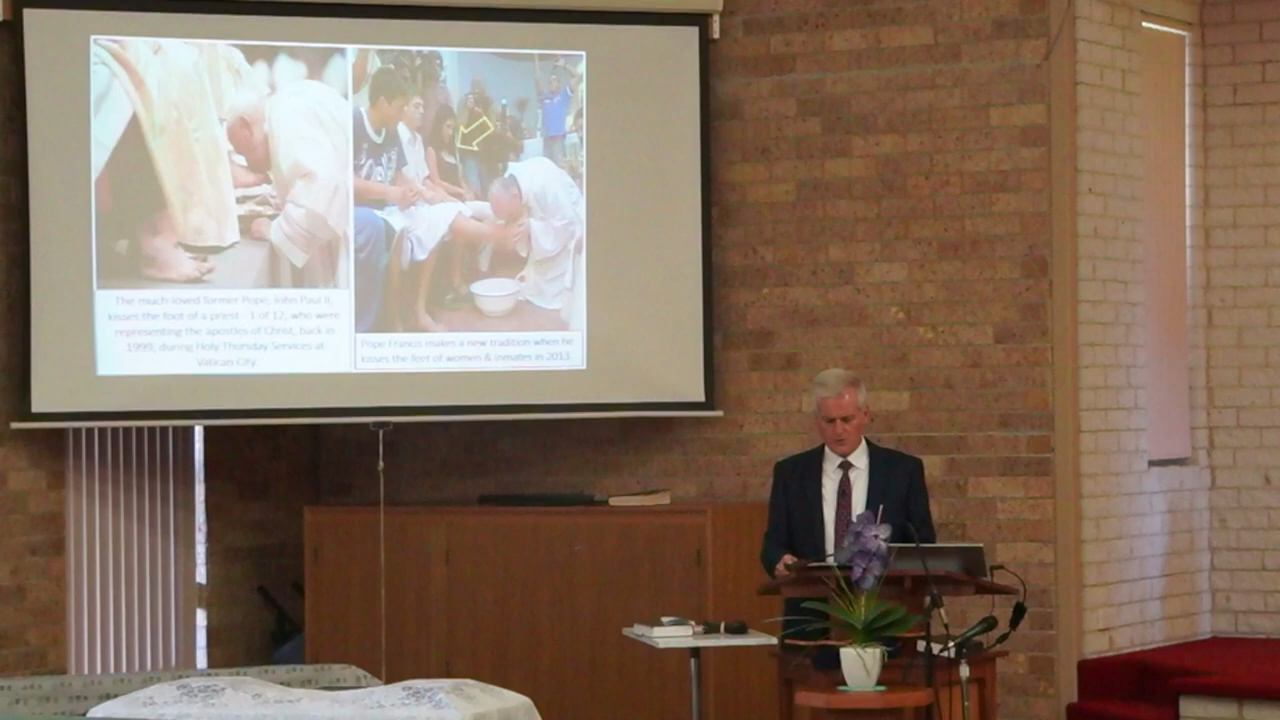 The much-loved former Pope, John Paul II,
kisses the foot of a priest - 1 of 12, who were
representing the apostles of Christ, back in
1999, during Holy Thursday Services at
Vatican City.
Pope Francis makes a new tradition when he
kisses the feet of women & inmates in 2013.